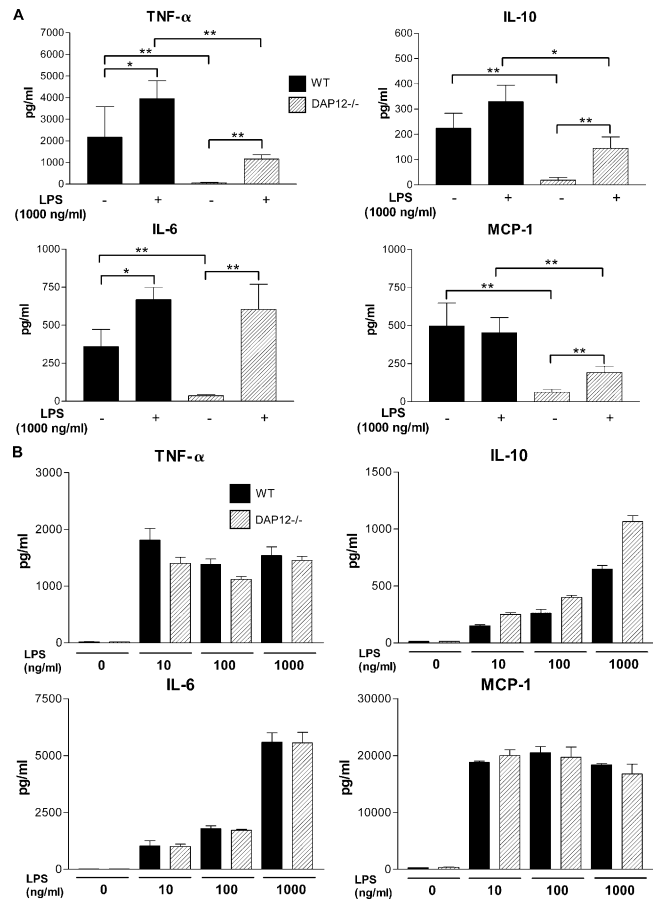 A
TNF-α
7000
6000
5000
4000
3000
2000
1000
0
pg/ml
**
**
*
**
WT
DAP12-/-
LPS
(1000 ng/ml)
- + - +
IL-10
600
500
400
300
200
100
0
pg/ml
*
**
**
LPS
(1000 ng/ml)
- + - +
IL-6
1000
750
500
250
0
pg/ml
**
*
**
LPS
(1000 ng/ml)
- + - +
MCP-1
1000
750
500
250
0
pg/ml
**
**
**
LPS
(1000 ng/ml)
- + - +
B
TNF-α
3000
2000
1000
0
pg/ml
WT
DAP12-/-
LPS
(ng/ml)
0 10 100 1000
IL-10
1500
1000
500
0
pg/ml
LPS
(ng/ml)
0 10 100 1000
IL-6
7500
5000
2500
0
pg/ml
LPS
(ng/ml)
0 10 100 1000
MCP-1
30000
20000
10000
0
pg/ml
LPS
(ng/ml)
0 10 100 1000